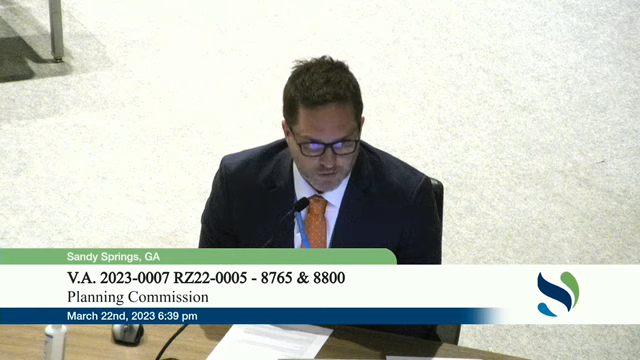 Sandy Springs, GA
V.A. 2023-0007 RZ22-0005 - 8765 & 8800
Planning Commission
March 22nd, 2023 6:39 pm